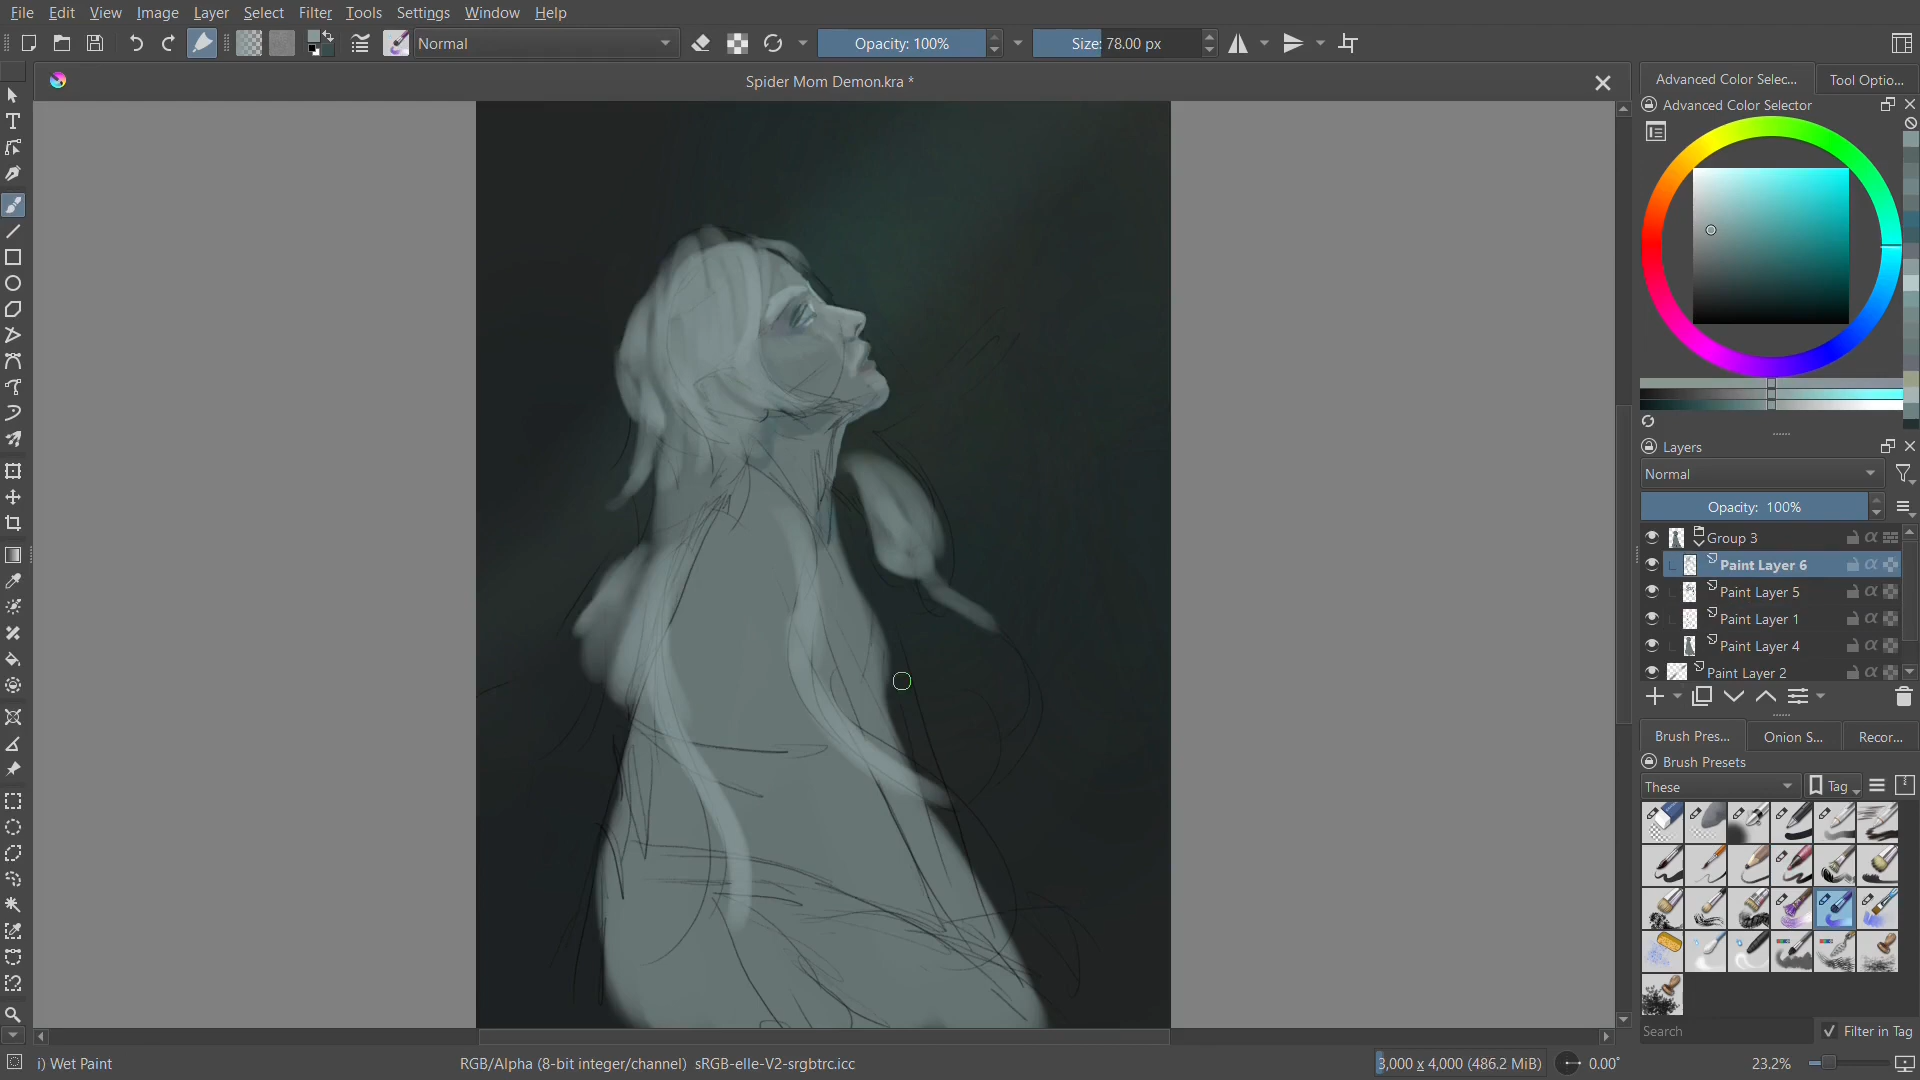 File Edit View Image Layer Select Filter Tools Settings Window Help
Normal Opacity: 100% Size: 78.00 px
Spider Mom Demon.kra *
Advanced Color Selec... Tool Optio...
Advanced Color Selector
Layers
Normal
Opacity: 100%
Group 3
Paint Layer 6
Paint Layer 5
Paint Layer 1
Paint Layer 4
Paint Layer 2
Brush Pres... Onion S... Recor...
Brush Presets
These Tag
Search Filter in Tag
i) Wet Paint RGB/Alpha (8-bit integer/channel) sRGB-elle-V2-srgbtrc.icc 3,000 x 4,000 (486.2 MiB) 0.00° 23.2%